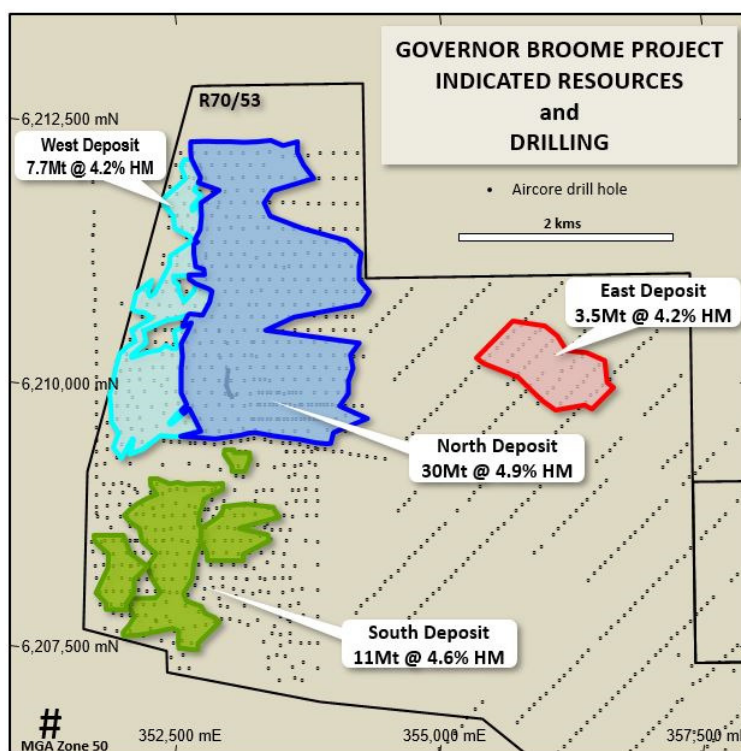 GOVERNOR BROOME PROJECT
INDICATED RESOURCES
and
DRILLING
R70/53
6,212,500 mN
West Deposit
7.7Mt @ 4.2% HM
Aircore drill hole
2 kms
East Deposit
3.5Mt @ 4.2% HM
6,210,000 mN
North Deposit
30Mt @ 4.9% HM
South Deposit
11Mt @ 4.6% HM
6,207,500 mN
#
MGA Zone 50
352,500 mE
355,000 mE
357,500 mE